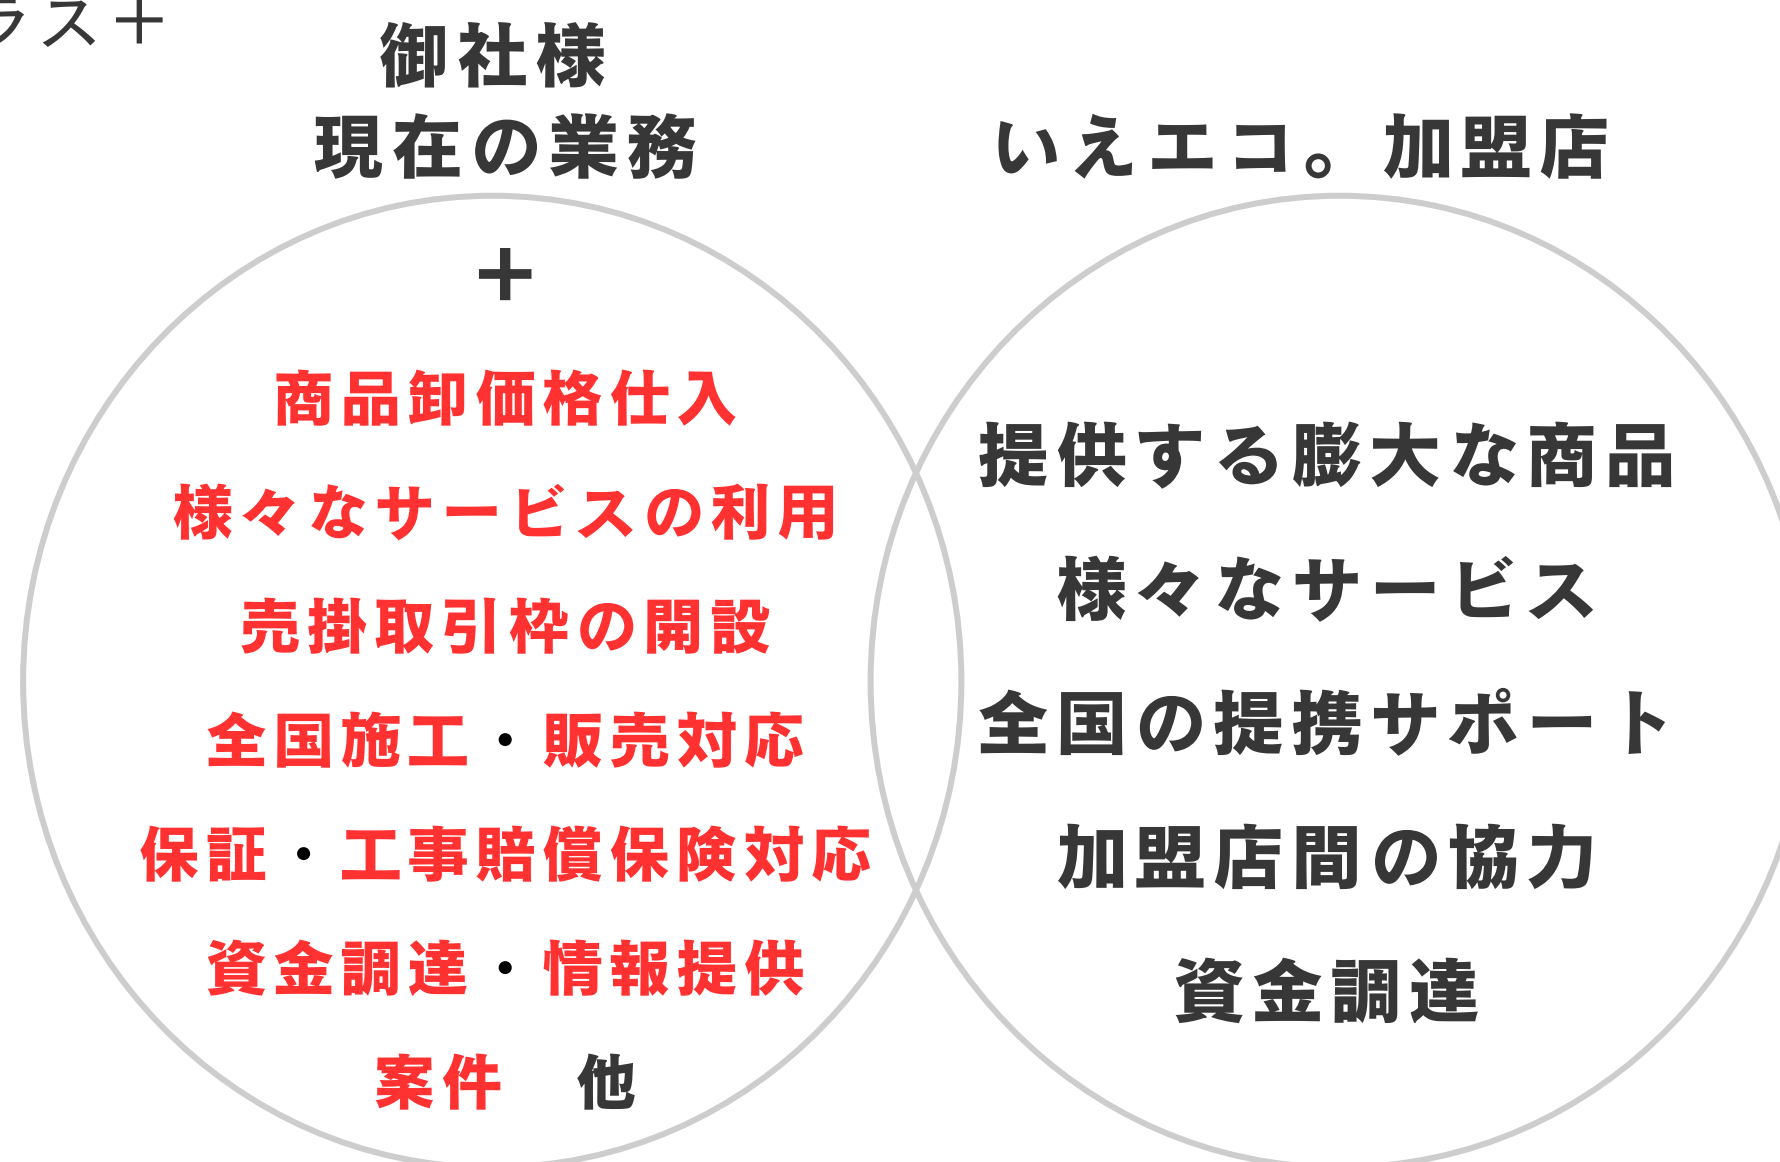 ラス＋
御社様
現在の業務
＋
商品卸価格仕入
様々なサービスの利用
売掛取引枠の開設
全国施工・販売対応
保証・工事賠償保険対応
資金調達・情報提供
案件　他
いえエコ。加盟店
提供する膨大な商品
様々なサービス
全国の提携サポート
加盟店間の協力
資金調達